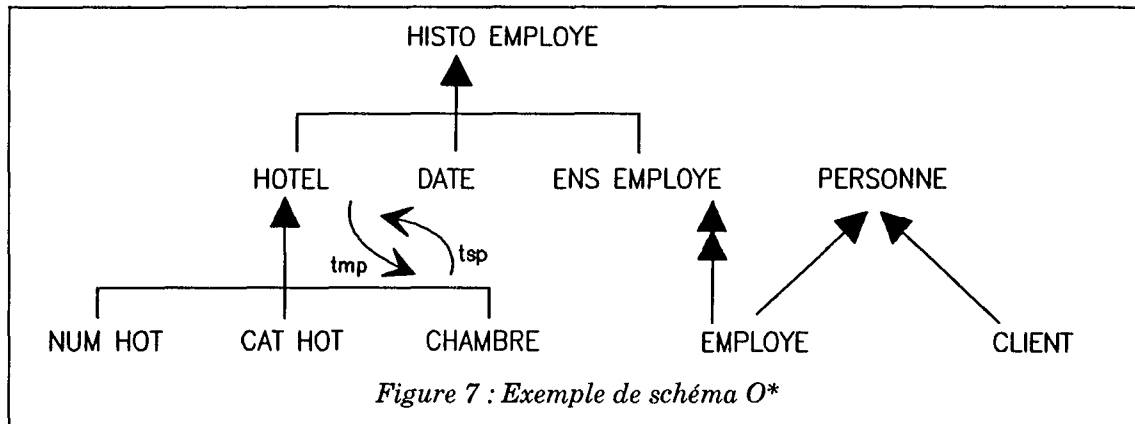 HISTO EMPLOYE
HOTEL DATE ENS EMPLOYE PERSONNE
tmp tsp
NUM HOT CAT HOT CHAMBRE EMPLOYE CLIENT
Figure 7 : Exemple de schéma O*